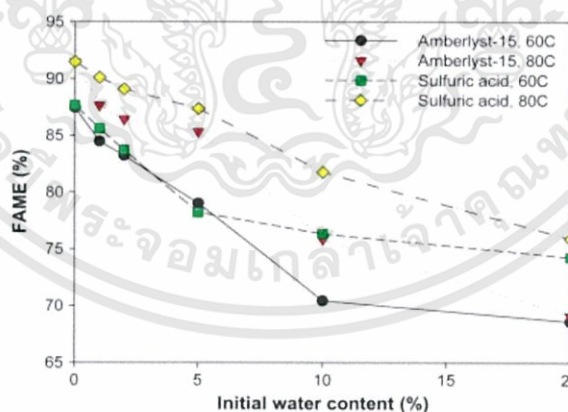 95
90
85
80
75
70
65
FAME (%)
0
5
10
15
Initial water content (%)
Amberlyst-15, 60C
Amberlyst-15, 80C
Sulfuric acid, 60C
Sulfuric acid, 80C